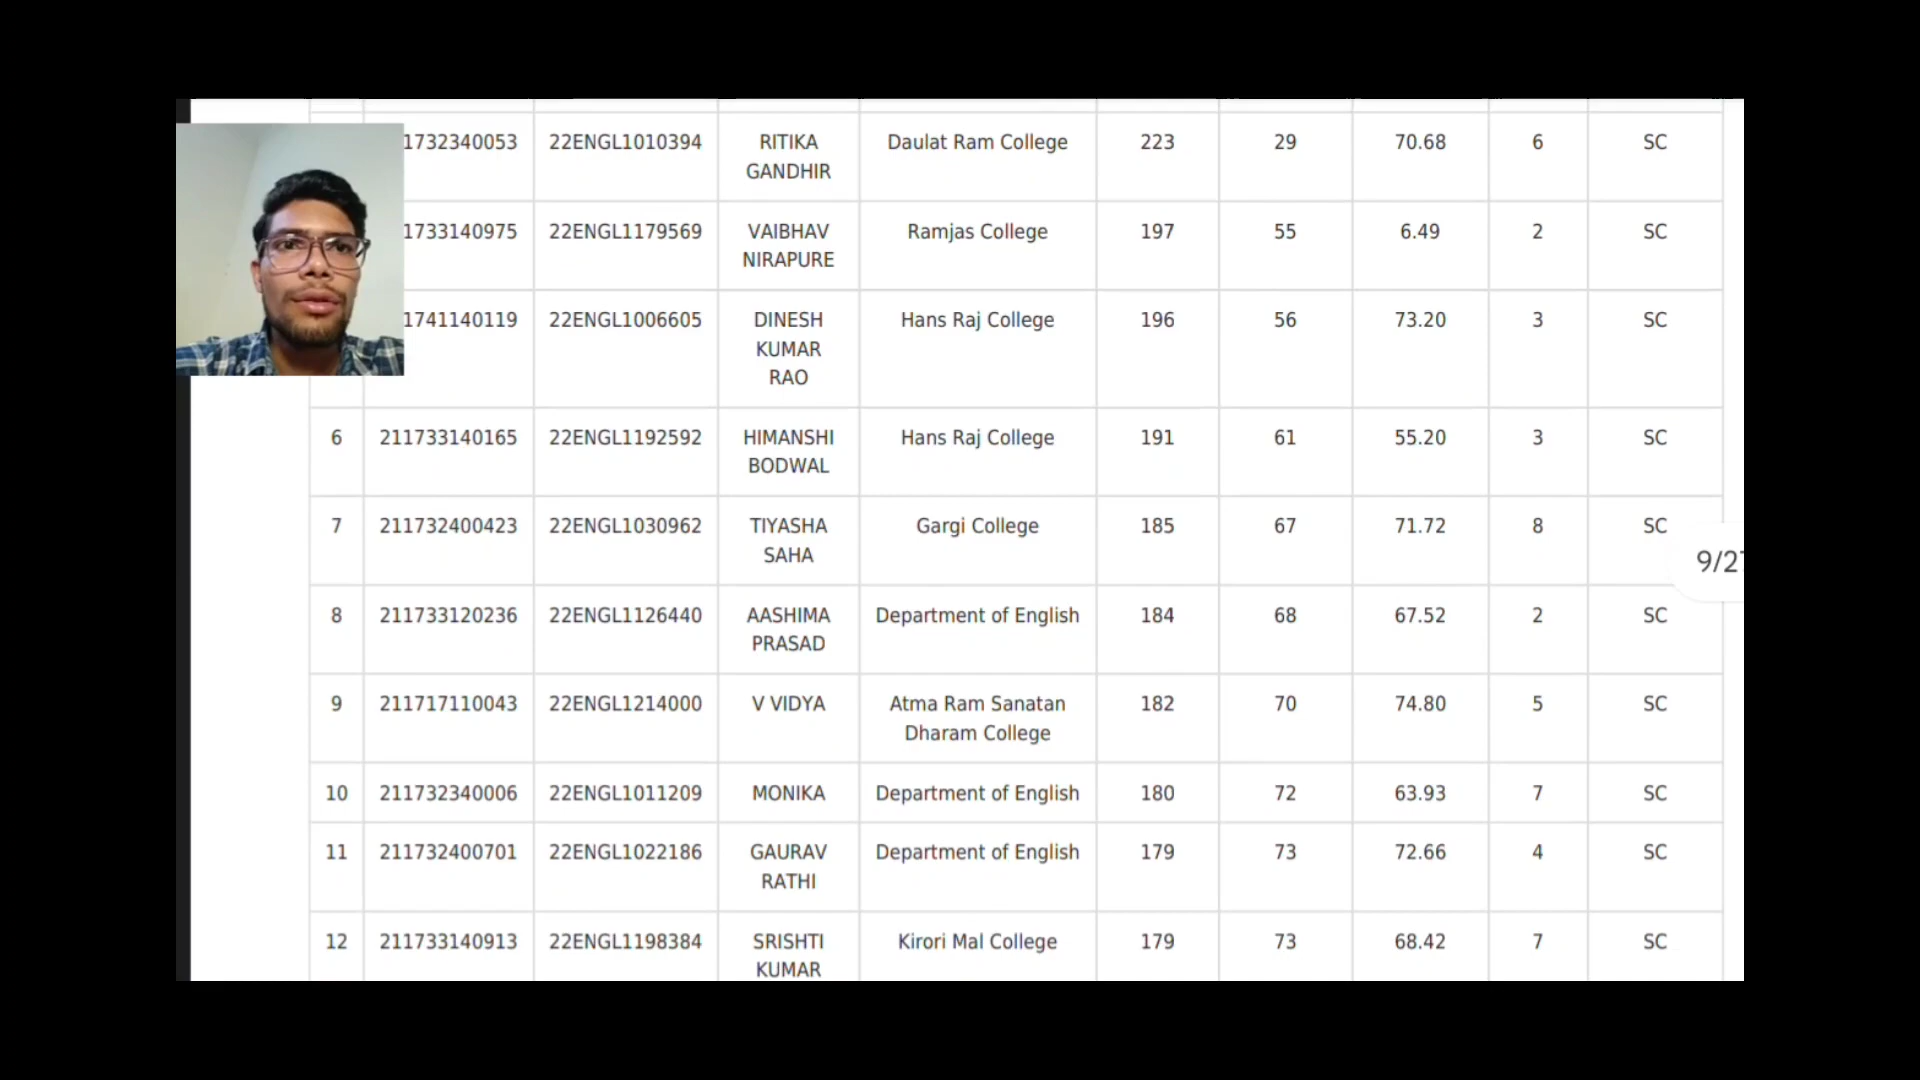 1732340053 22ENGL1010394 RITIKA Daulat Ram College 223 29 70.68 6 SC
GANDHIR
1733140975 22ENGL1179569 VAIBHAV Ramjas College 197 55 6.49 2 SC
NIRAPURE
1741140119 22ENGL1006605 DINESH Hans Raj College 196 56 73.20 3 SC
KUMAR
RAO
6 211733140165 22ENGL1192592 HIMANSHI Hans Raj College 191 61 55.20 3 SC
BODWAL
7 211732400423 22ENGL1030962 TIYASHA Gargi College 185 67 71.72 8 SC
SAHA
9/27
8 211733120236 22ENGL1126440 AASHIMA Department of English 184 68 67.52 2 SC
PRASAD
9 211717110043 22ENGL1214000 V VIDYA Atma Ram Sanatan 182 70 74.80 5 SC
Dharam College
10 211732340006 22ENGL1011209 MONIKA Department of English 180 72 63.93 7 SC
11 211732400701 22ENGL1022186 GAURAV Department of English 179 73 72.66 4 SC
RATHI
12 211733140913 22ENGL1198384 SRISHTI Kirori Mal College 179 73 68.42 7 SC
KUMAR